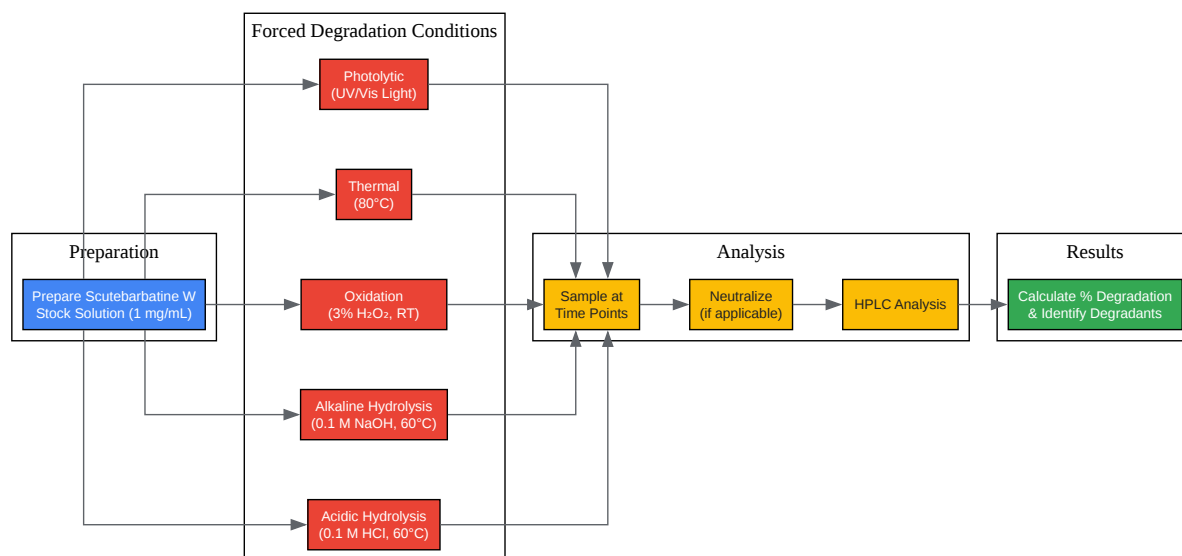 Forced Degradation Conditions
Photolytic
(UV/Vis Light)
Thermal
(80°C)
Preparation
Prepare Scutebarbatine W
Stock Solution (1 mg/mL)
Oxidation
(3% H₂O₂, RT)
Alkaline Hydrolysis
(0.1 M NaOH, 60°C)
Acidic Hydrolysis
(0.1 M HCl, 60°C)
Analysis
Sample at
Time Points
Neutralize
(if applicable)
HPLC Analysis
Results
Calculate % Degradation
& Identify Degradants